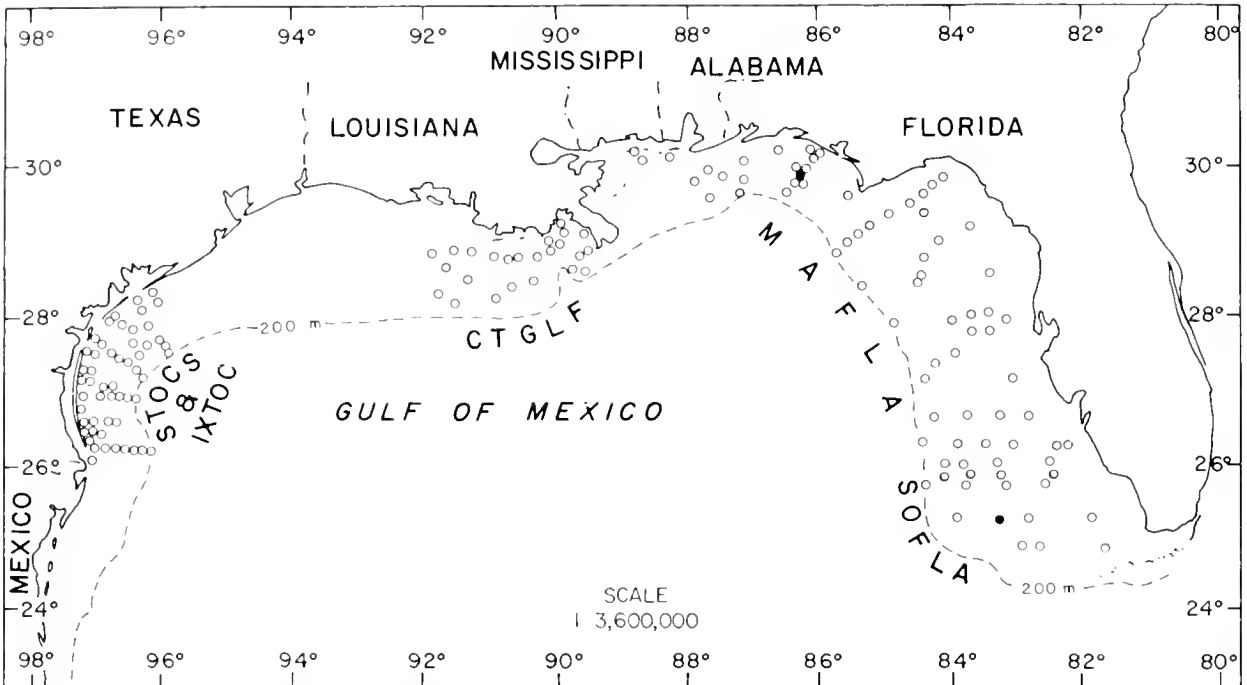 98° 96° 94° 90° 88° 86° 84° 82° 80°
MISSISSIPPI
ALABAMA
TEXAS
LOUISIANA
FLORIDA
30°
30°
28°
28°
200 m
CTGLF
MAFLA
STOCS
&
IXTOC
GULF OF MEXICO
26°
26°
SOFLA
MEXICO
200 m
24°
24°
SCALE
1 3,600,000
98° 96° 94° 92° 90° 88° 86° 84° 82° 80°